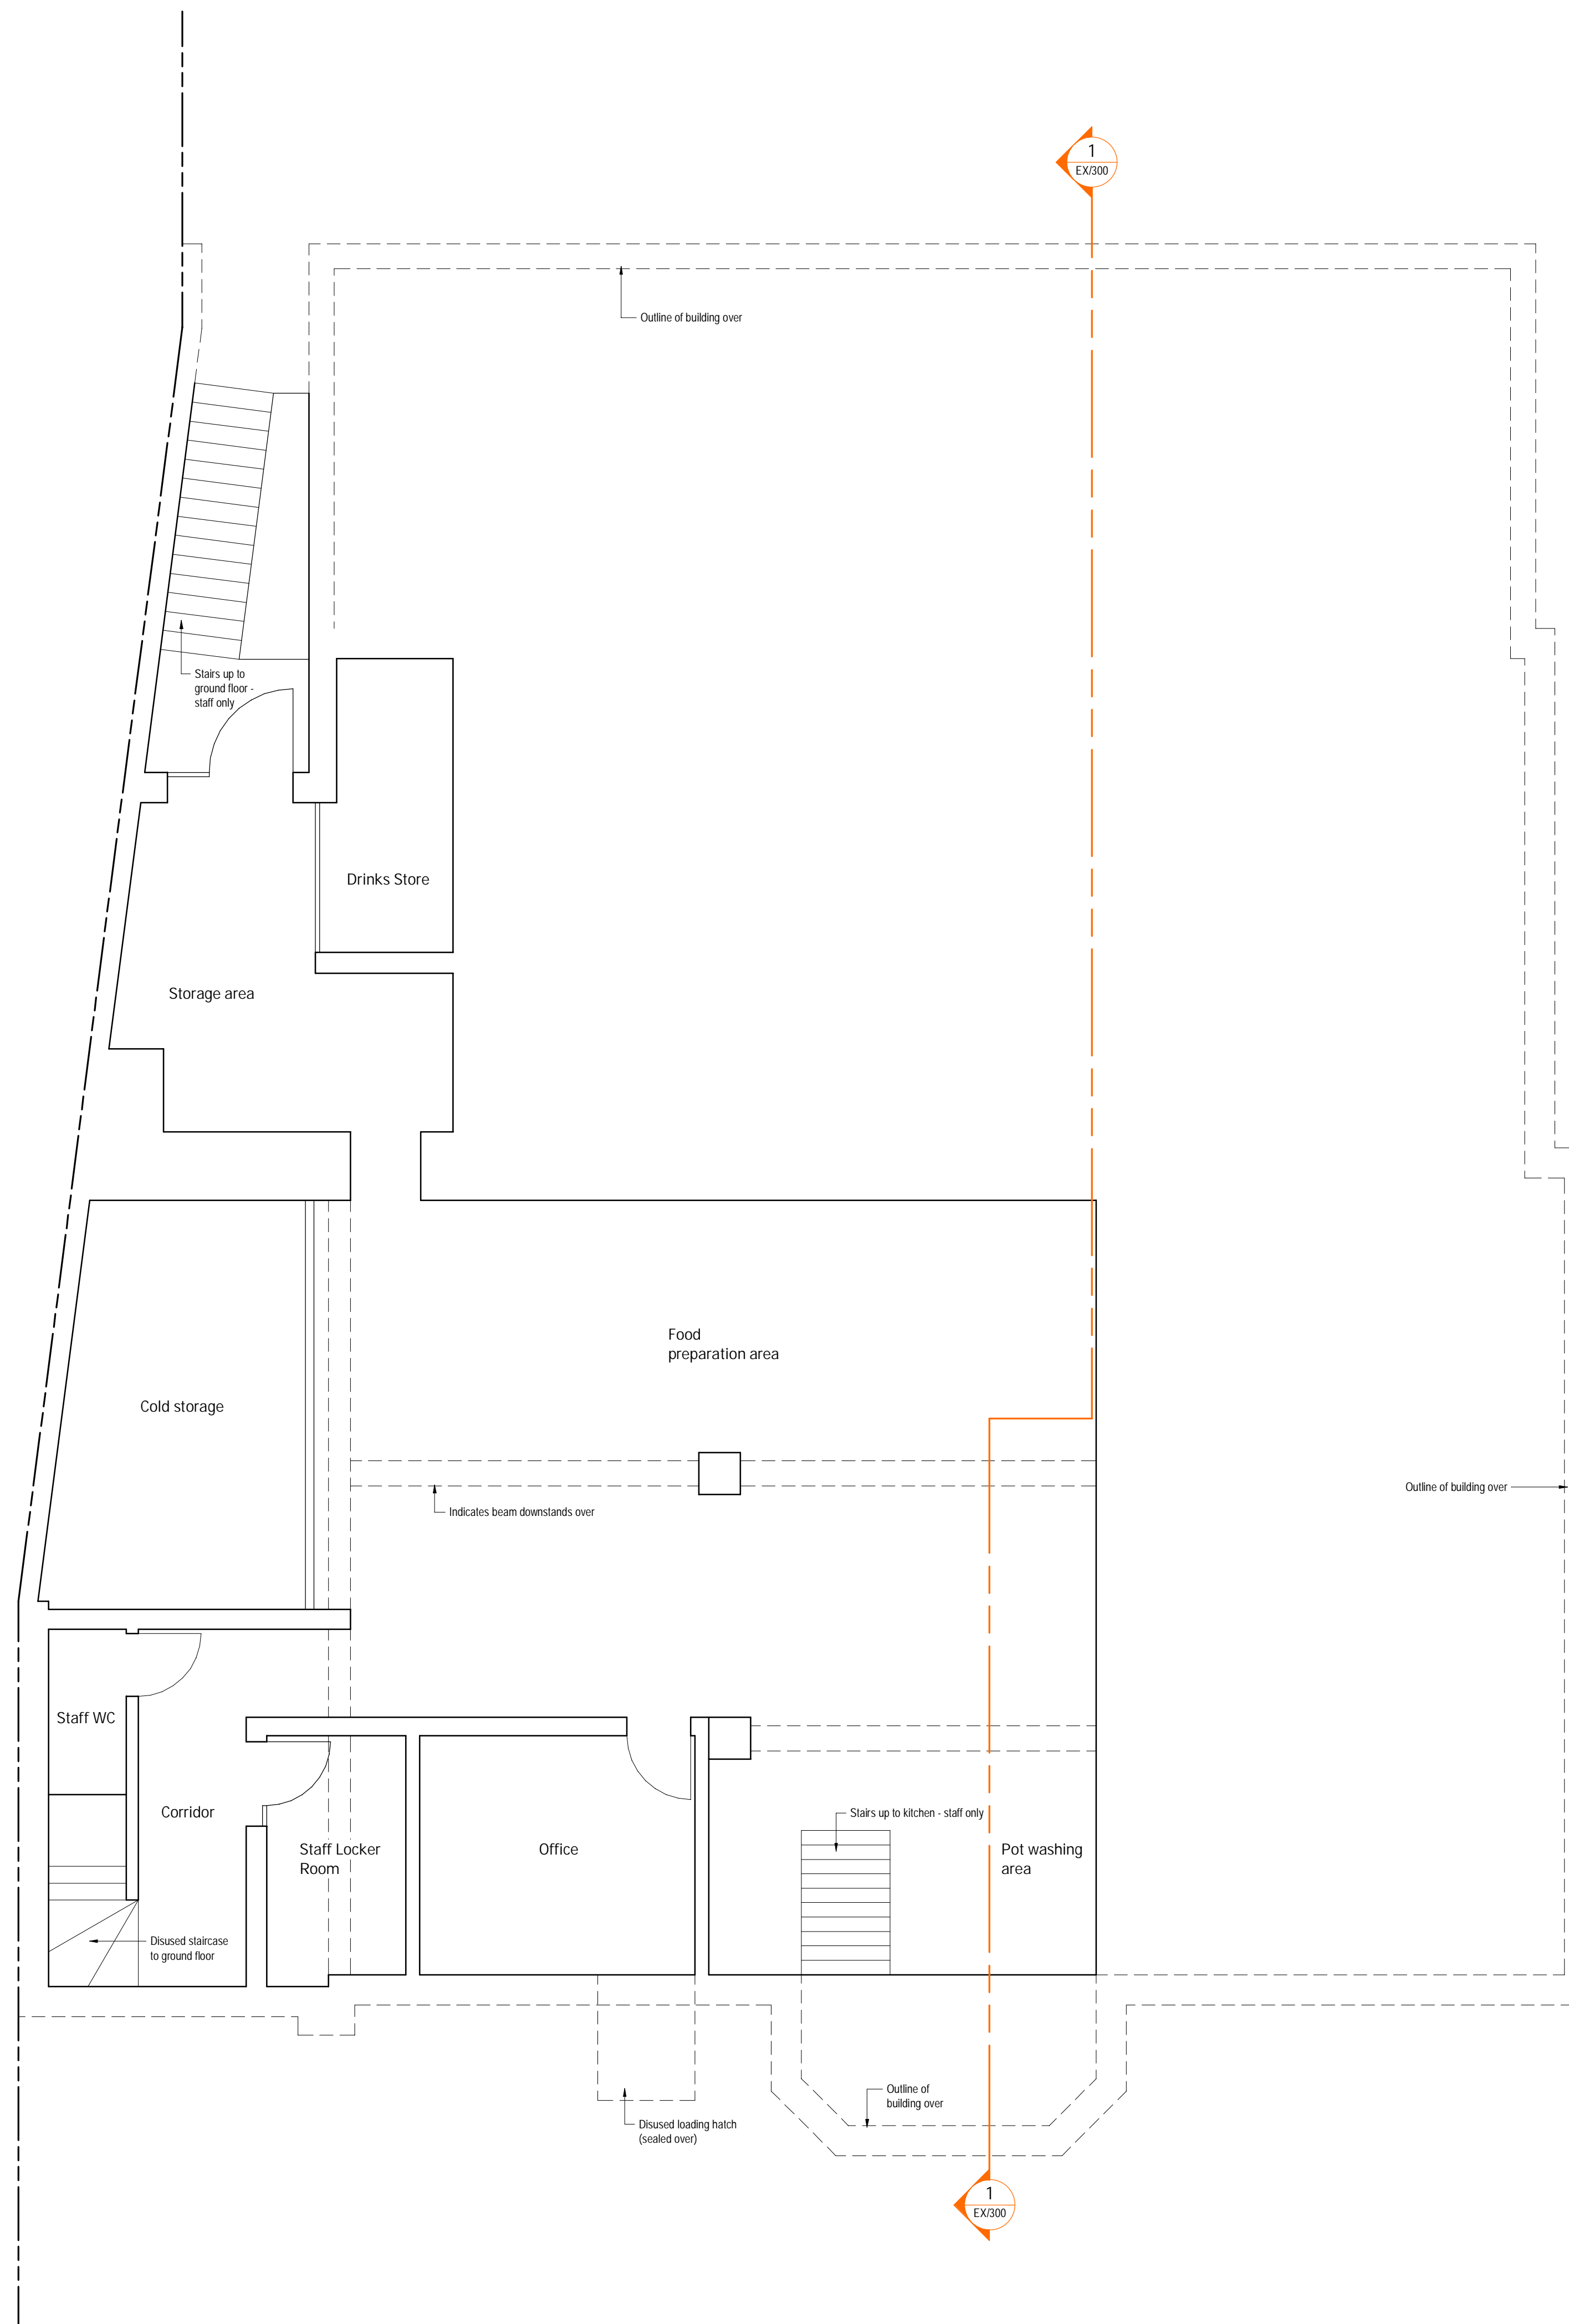 1
EX/300
Outline of building over
Stairs up to
ground floor -
staff only
Drinks Store
Storage area
Food
preparation area
Cold storage
Outline of building over
Indicates beam downstands over
Staff WC
Corridor
Stairs up to kitchen - staff only
Staff Locker
Room
Office
Pot washing
area
Disused staircase
to ground floor
Outline of
building over
Disused loading hatch
(sealed over)
1
EX/300